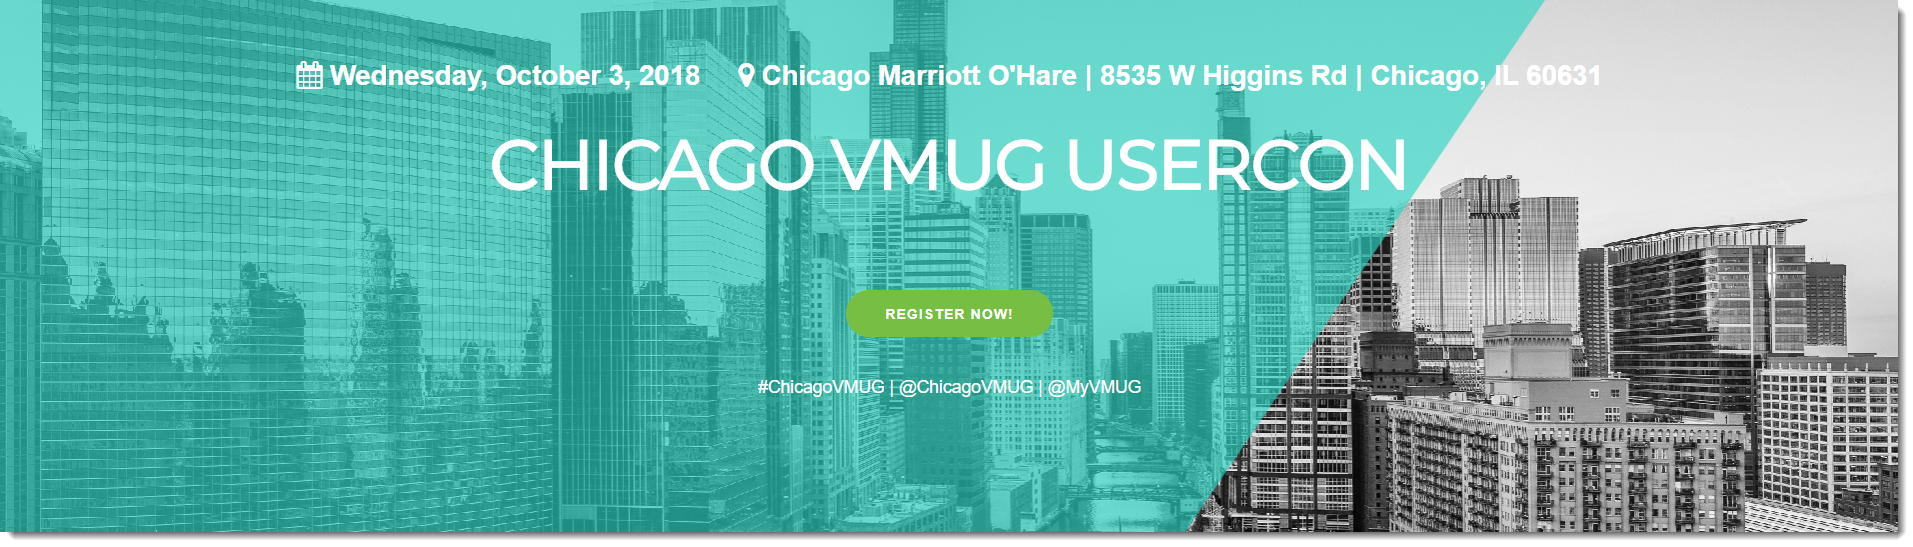 Wednesday, October 3, 2018 Chicago Marriott O'Hare | 8535 W Higgins Rd | Chicago, IL 60631
CHICAGO VMUG USERCON
REGISTER NOW!
#ChicagoVMUG | @ChicagoVMUG | @MyVMUG